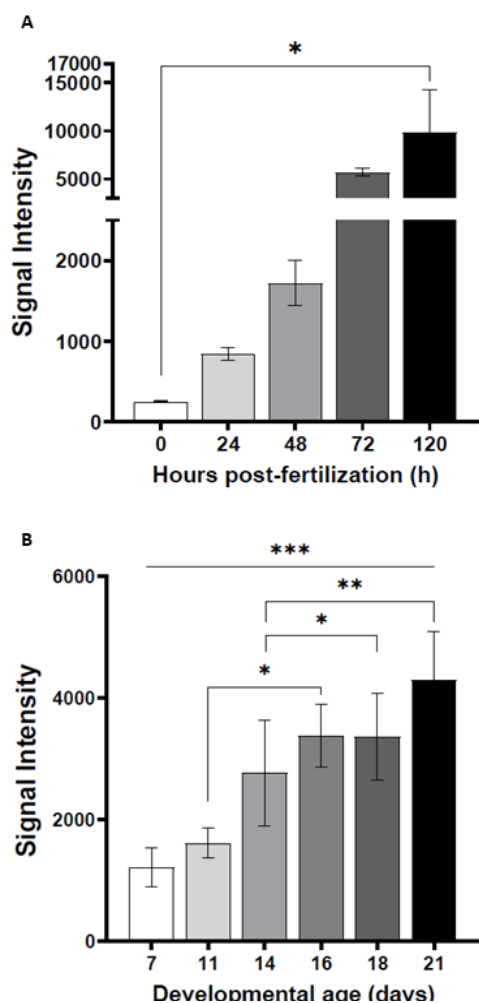 A
*
17000
15000
10000
5000
2000
1000
0
Signal Intensity
0 24 48 72 120
Hours post-fertilization (h)
B
***
**
*
*
6000
4000
2000
0
Signal Intensity
7 11 14 16 18 21
Developmental age (days)